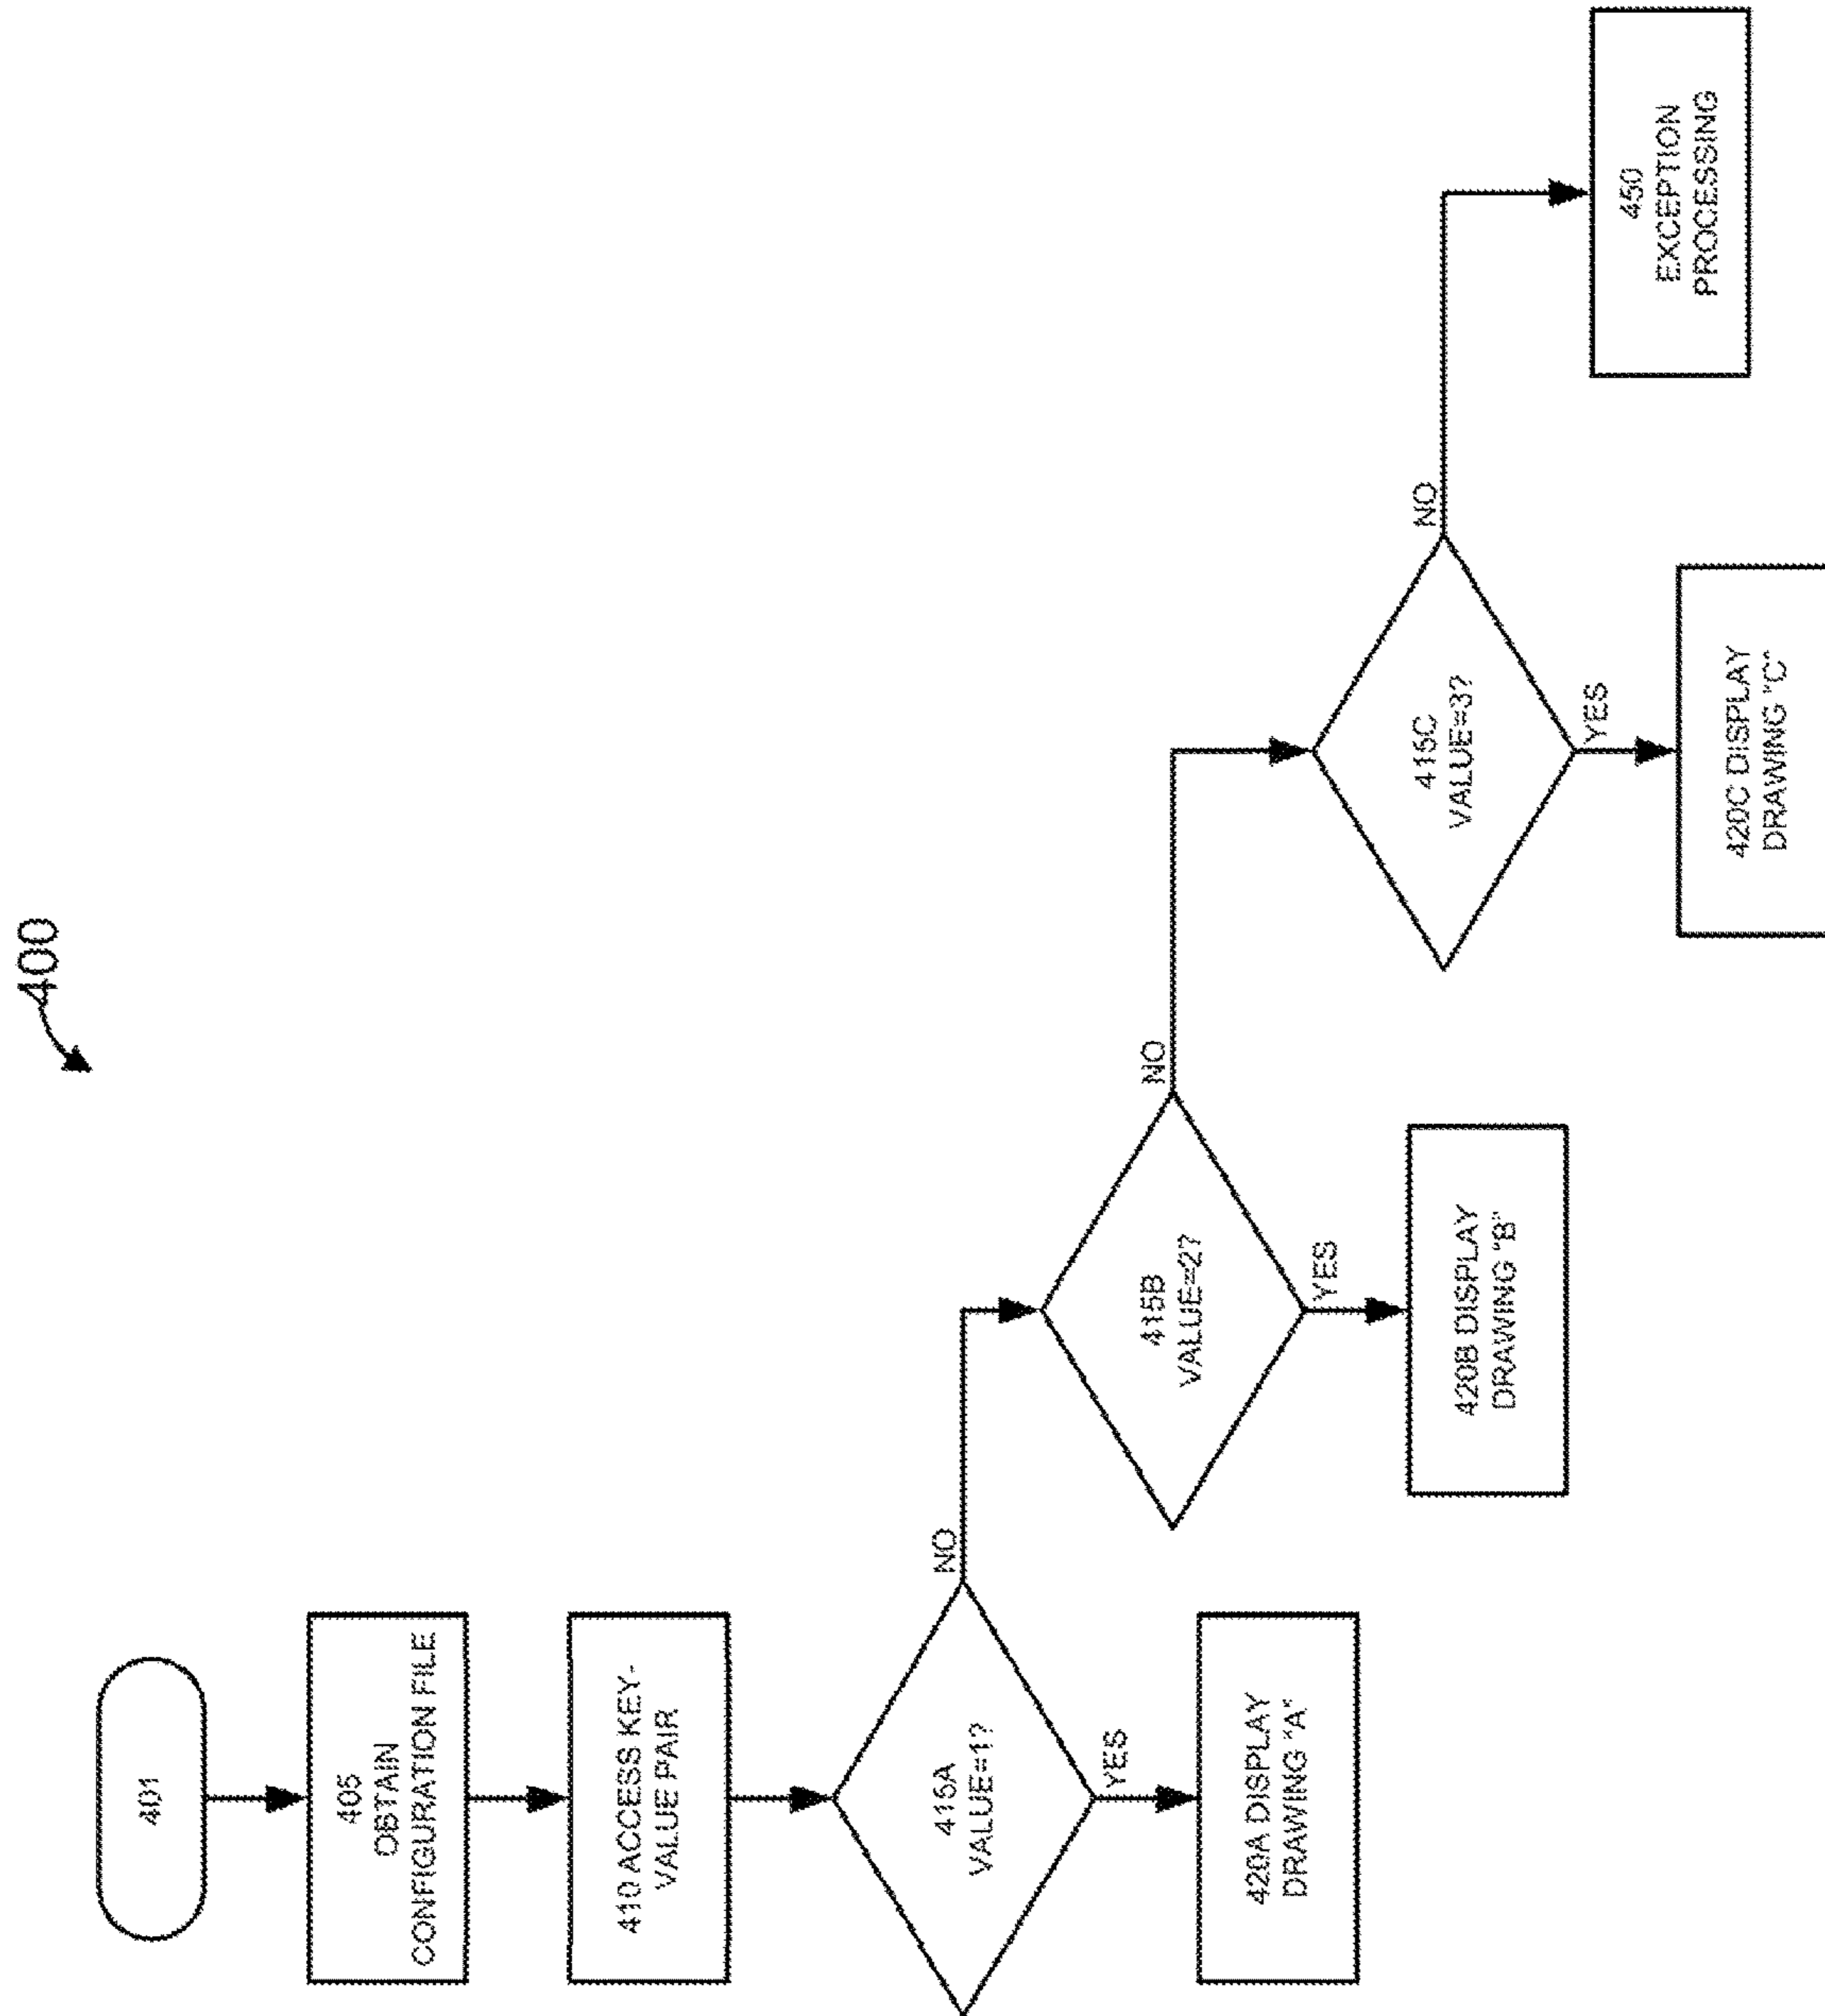 400
401
405
OBTAIN
CONFIGURATION FILE
410 ACCESS KEY-
VALUE PAIR
415A
VALUE=1?
NO
YES
420A DISPLAY
DRAWING "A"
415B
VALUE=2?
NO
YES
420B DISPLAY
DRAWING "B"
415C
VALUE=3?
NO
YES
420C DISPLAY
DRAWING "C"
450
EXCEPTION
PROCESSING